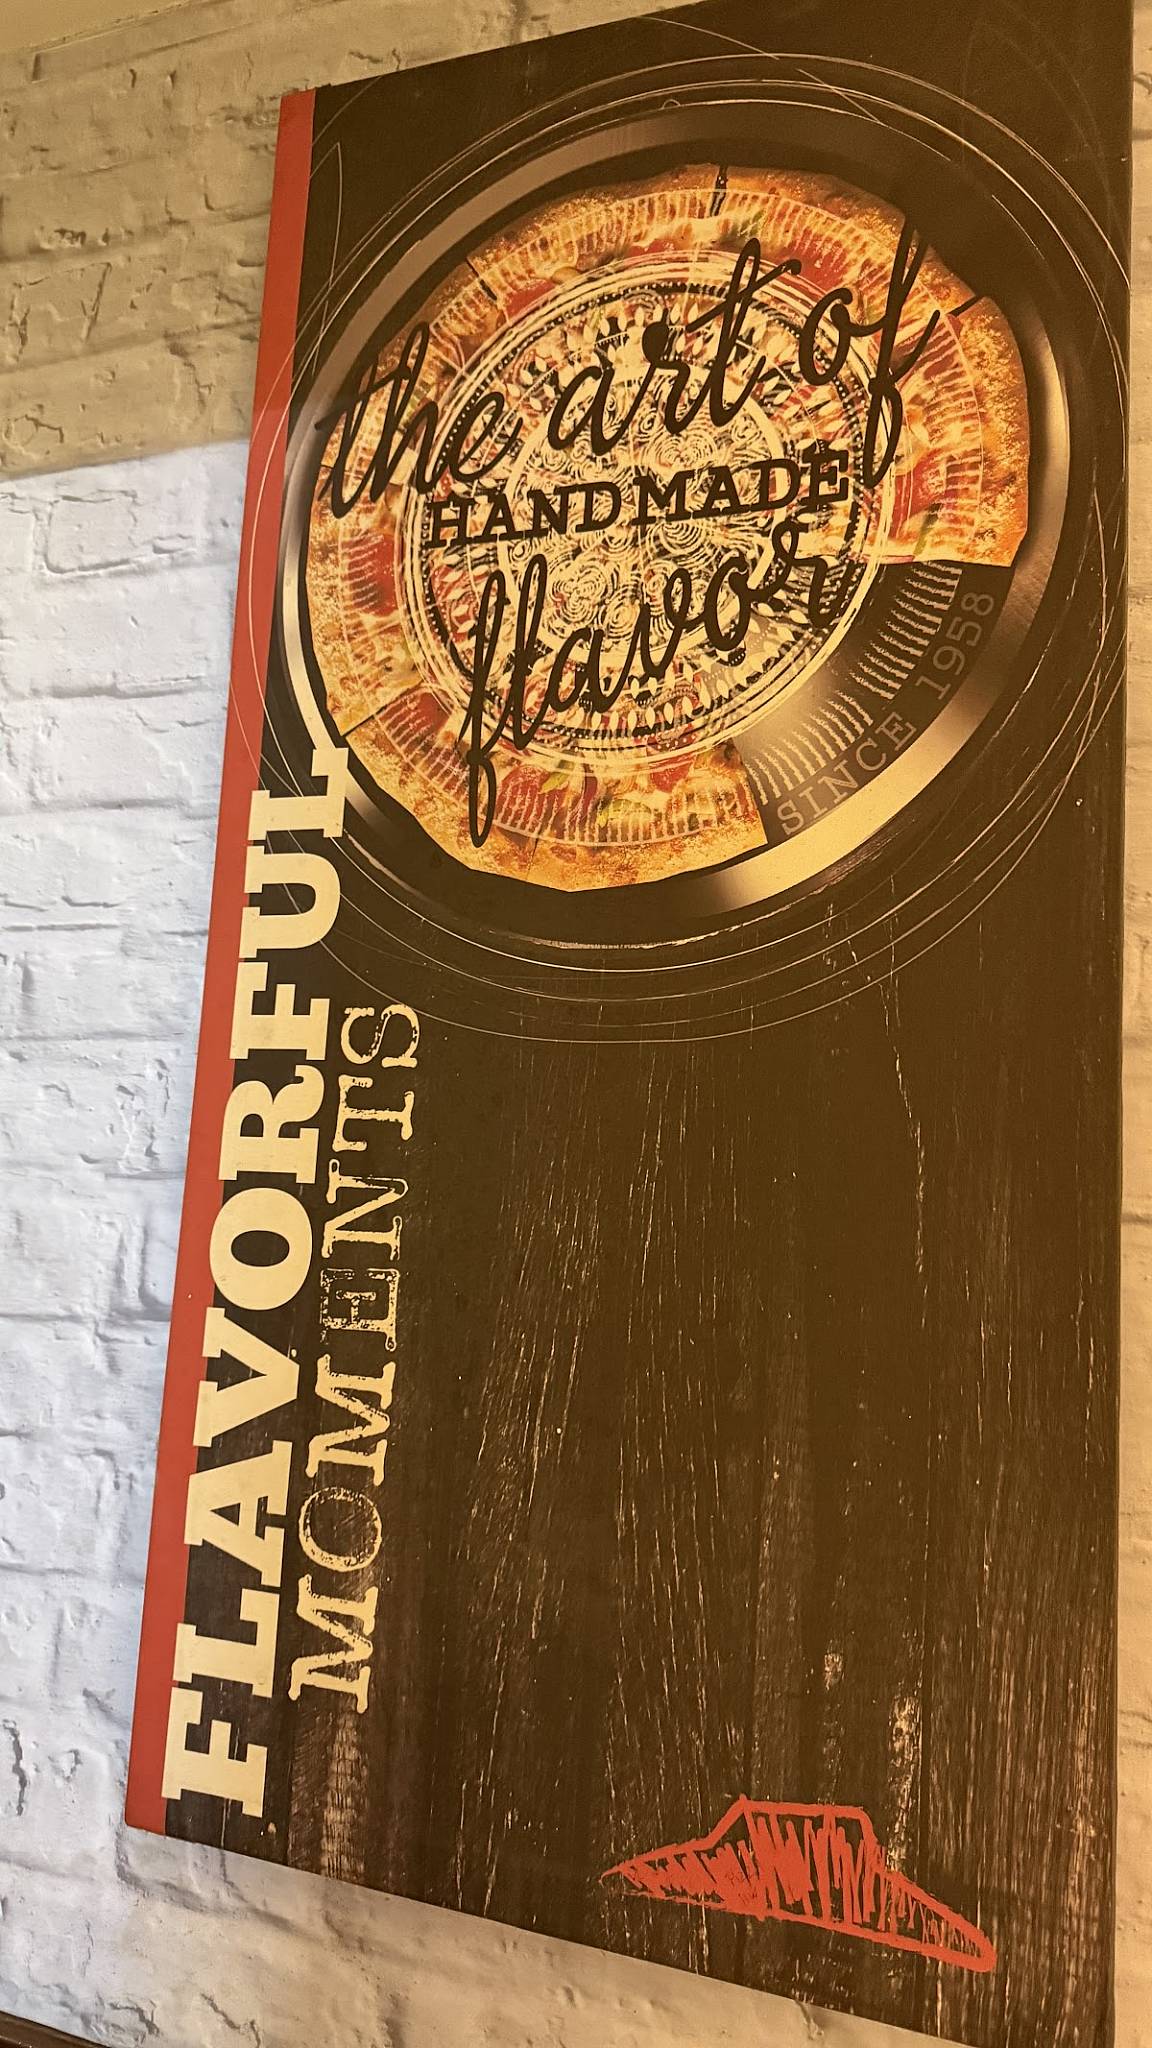 the art of
HANDMADE
flavor
SINCE 1958
FLAVORFUL
MOMENTS